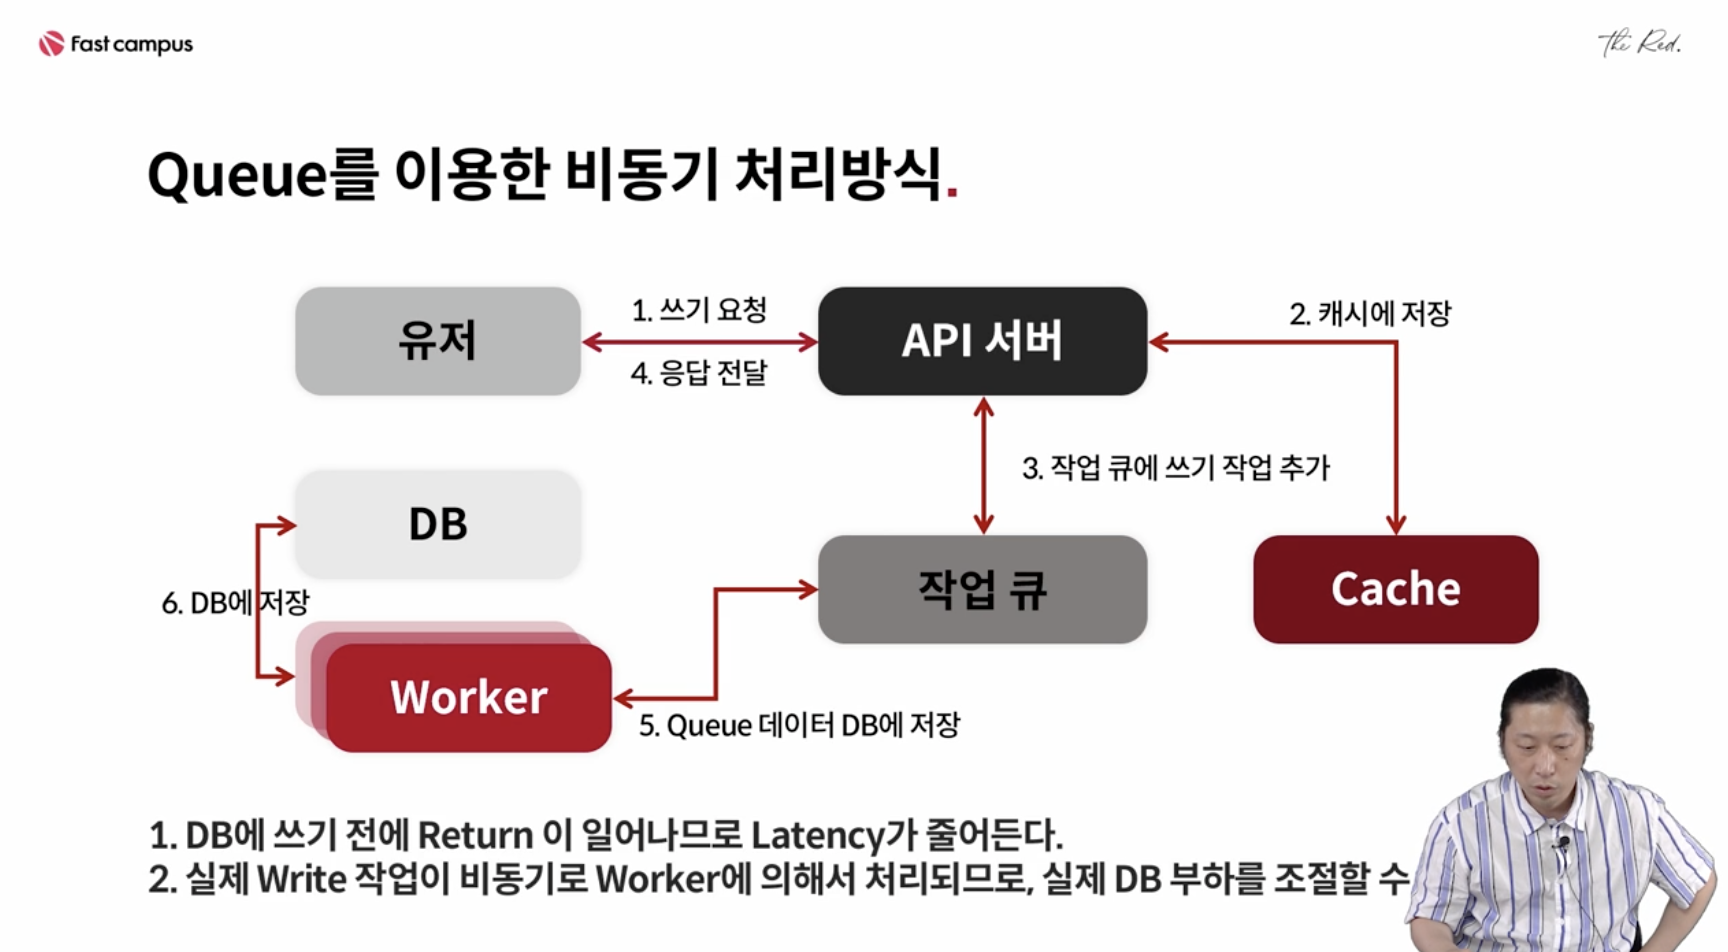 Fast campus
The Red.
Queue를 이용한 비동기 처리방식.
유저
1. 쓰기 요청
4. 응답 전달
API 서버
2. 캐시에 저장
3. 작업 큐에 쓰기 작업 추가
DB
6. DB에 저장
작업 큐
Cache
Worker
5. Queue 데이터 DB에 저장
1. DB에 쓰기 전에 Return 이 일어나므로 Latency가 줄어든다.
2. 실제 Write 작업이 비동기로 Worker에 의해서 처리되므로, 실제 DB 부하를 조절할 수